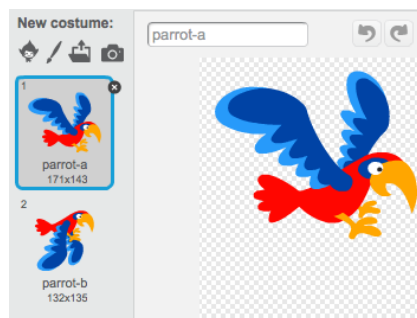 New costume:
parrot-a
1
parrot-a
171x143
2
parrot-b
132x135